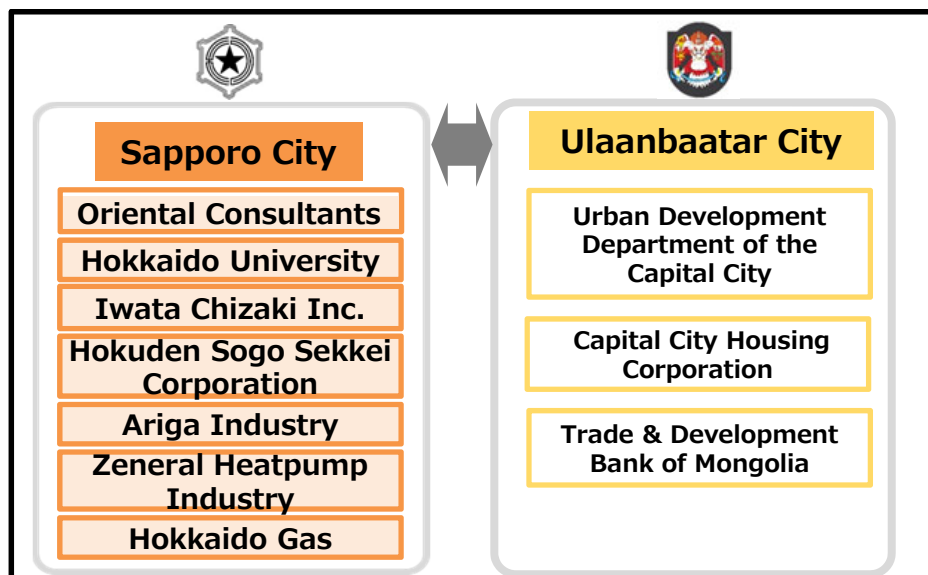 Sapporo City
Oriental Consultants
Hokkaido University
Iwata Chizaki Inc.
Hokuden Sogo Sekkei
Corporation
Ariga Industry
Zeneral Heatpump
Industry
Hokkaido Gas
Ulaanbaatar City
Urban Development
Department of the
Capital City
Capital City Housing
Corporation
Trade & Development
Bank of Mongolia